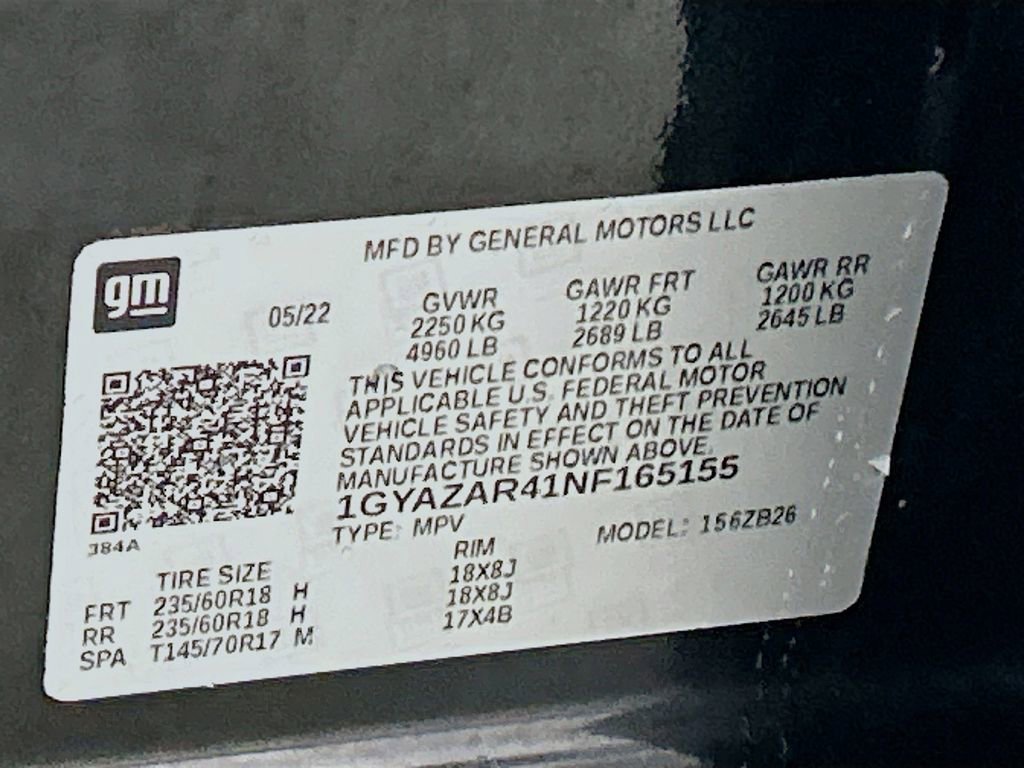 MFD BY GENERAL MOTORS LLC
gm
05/22
GVWR
2250 KG
4960 LB
GAWR FRT
1220 KG
2689 LB
GAWR RR
1200 KG
2645 LB
THIS VEHICLE CONFORMS TO ALL
APPLICABLE U.S. FEDERAL MOTOR
VEHICLE SAFETY AND THEFT PREVENTION
STANDARDS IN EFFECT ON THE DATE OF
MANUFACTURE SHOWN ABOVE.
1GYAZAR41NF165155
TYPE: MPV MODEL: 156ZB26
384A
TIRE SIZE RIM
FRT 235/60R18 H 18X8J
RR 235/60R18 H 18X8J
SPA T145/70R17 M 17X4B